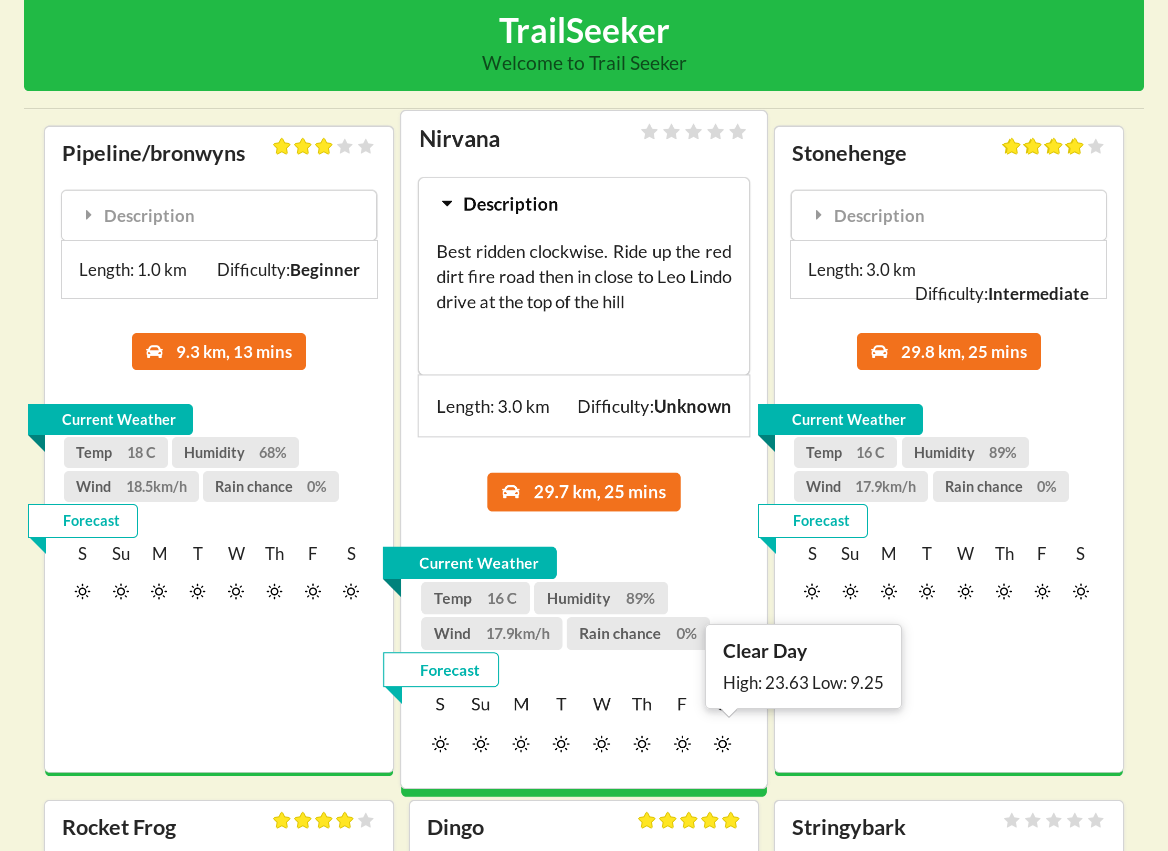 TrailSeeker
Welcome to Trail Seeker
Pipeline/bronwyns
Description
Length: 1.0 km Difficulty:Beginner
9.3 km, 13 mins
Current Weather
Temp 18 C Humidity 68%
Wind 18.5km/h Rain chance 0%
Forecast
S Su M T W Th F S
Nirvana
Description
Best ridden clockwise. Ride up the red
dirt fire road then in close to Leo Lindo
drive at the top of the hill
Length: 3.0 km Difficulty:Unknown
29.7 km, 25 mins
Current Weather
Temp 16 C Humidity 89%
Wind 17.9km/h Rain chance 0%
Forecast
S Su M T W Th F
Clear Day
High: 23.63 Low: 9.25
Stonehenge
Description
Length: 3.0 km
Difficulty:Intermediate
29.8 km, 25 mins
Current Weather
Temp 16 C Humidity 89%
Wind 17.9km/h Rain chance 0%
Forecast
S Su M T W Th F S
Rocket Frog
Dingo
Stringybark